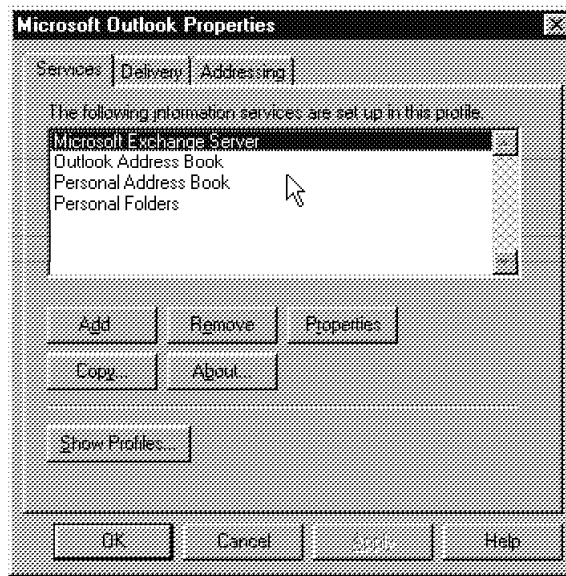 Microsoft Outlook Properties
Services Delivery Addressing
The following information services are set up in this profile.
Microsoft Exchange Server
Outlook Address Book
Personal Address Book
Personal Folders
Add Remove Properties
Copy... About...
Show Profiles...
OK Cancel Apply Help